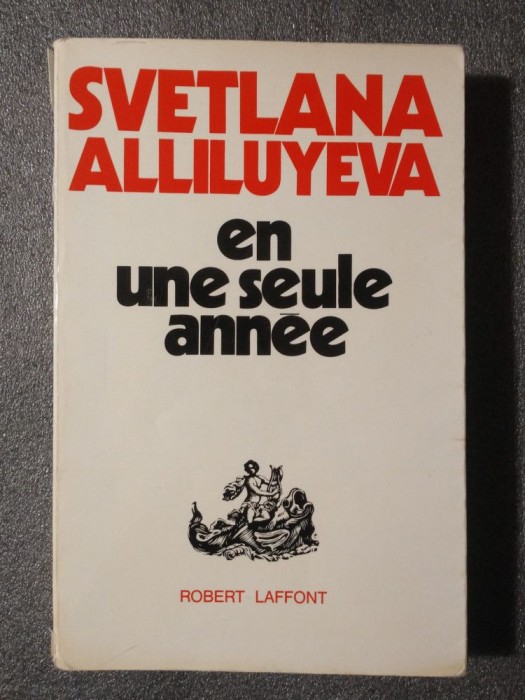 SVETLANA
ALLILUYEVA
en
une seule
année
ROBERT LAFFONT